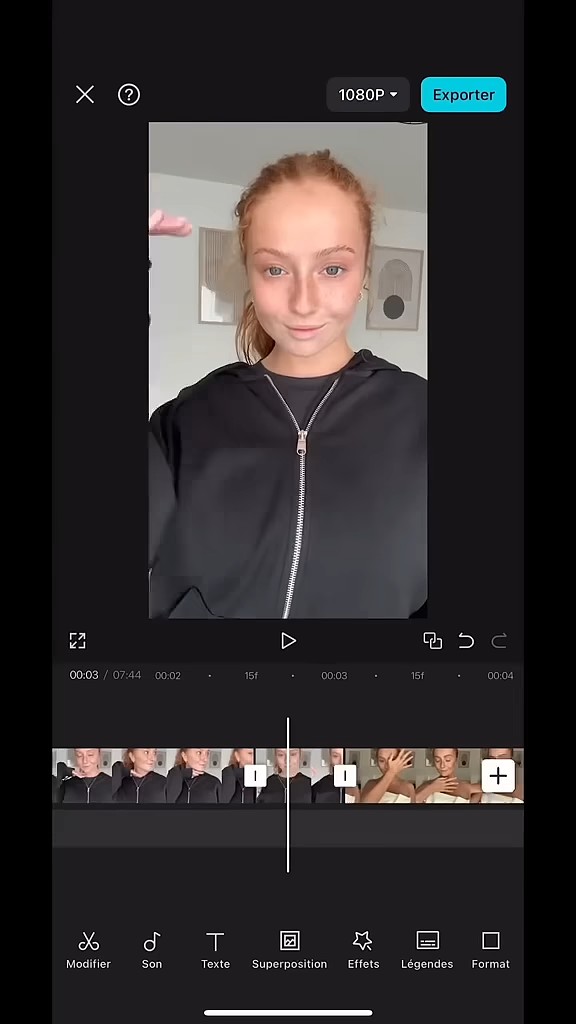 1080P Exporter
00:03 / 07:44 00:02 15f 00:03 15f 00:04
Modifier Son Texte Superposition Effets Légendes Format